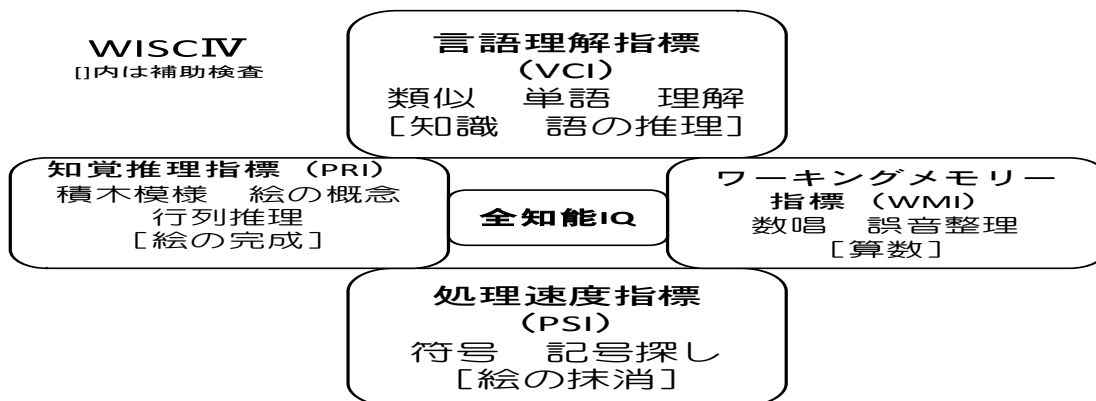 WISCⅣ
[]内は補助検査
言語理解指標
（VCI）
類似　単語　理解
[知識　語の推理]
知覚推理指標（PRI）
積木模様　絵の概念
行列推理
[絵の完成]
全知能IQ
ワーキングメモリー
指標（WMI）
数唱　誤音整理
[算数]
処理速度指標
（PSI）
符号　記号探し
[絵の抹消]